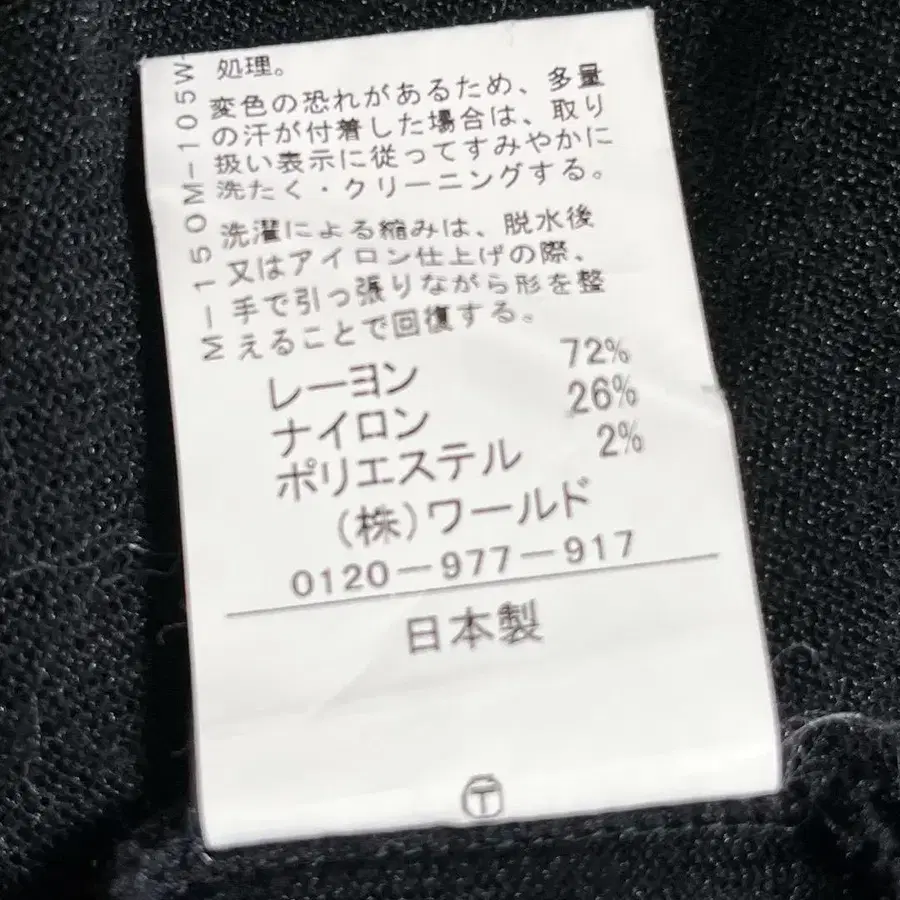 処理。
変色の恐れがあるため、多量
の汗が付着した場合は、取り
扱い表示に従ってすみやかに
洗たく・クリーニングする。
洗濯による縮みは、脱水後
又はアイロン仕上げの際、
手で引っ張りながら形を整
えることで回復する。
レーヨン 72%
ナイロン 26%
ポリエステル 2%
(株)ワールド
0120-977-917
日本製
T
M-150M-105W-